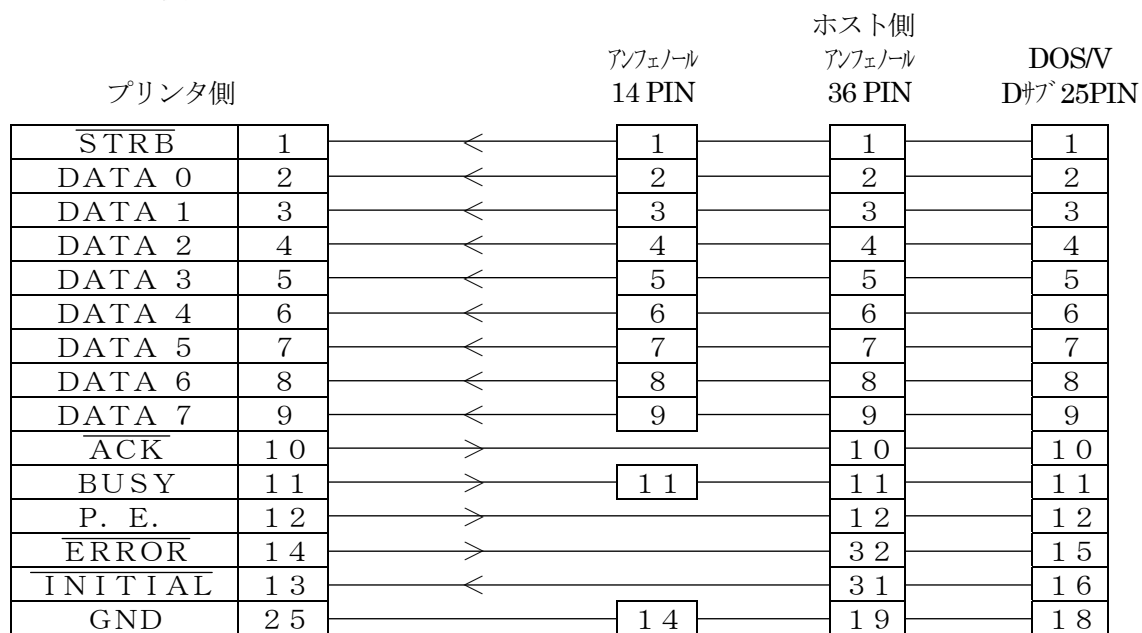 ホスト側
ｱﾝﾌｪﾉｰﾙ ｱﾝﾌｪﾉｰﾙ DOS/V
プリンタ側 14 PIN 36 PIN Dｻﾌﾞ25PIN
STRB 1 1 1 1
DATA 0 2 2 2 2
DATA 1 3 3 3 3
DATA 2 4 4 4 4
DATA 3 5 5 5 5
DATA 4 6 6 6 6
DATA 5 7 7 7 7
DATA 6 8 8 8 8
DATA 7 9 9 9 9
ACK 10 10 10
BUSY 11 11 11 11
P. E. 12 12 12
ERROR 14 32 15
INITIAL 13 31 16
GND 25 14 19 18